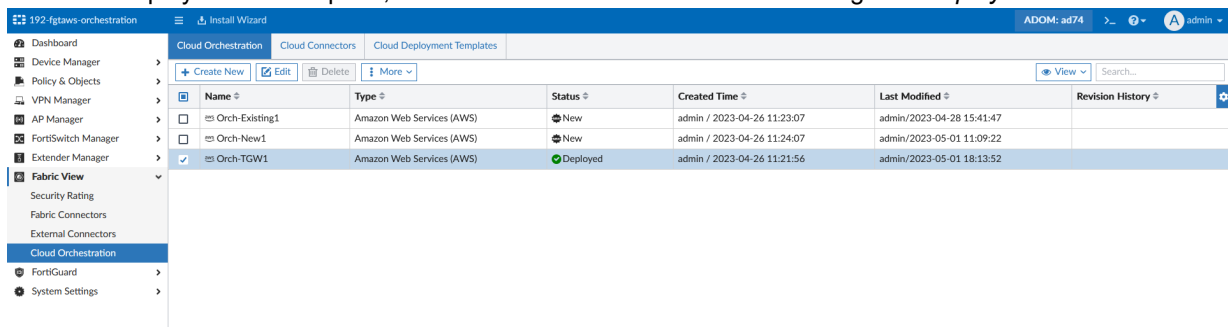 192-fgtaws-orchestration Install Wizard ADOM: ad74 >_ ? A admin
Dashboard
Device Manager
Policy & Objects
VPN Manager
AP Manager
FortiSwitch Manager
Extender Manager
Fabric View
Security Rating
Fabric Connectors
External Connectors
Cloud Orchestration
FortiGuard
System Settings
Cloud Orchestration Cloud Connectors Cloud Deployment Templates
+ Create New Edit Delete More View Search...
Name Type Status Created Time Last Modified Revision History
Orch-Existing1 Amazon Web Services (AWS) New admin / 2023-04-26 11:23:07 admin/2023-04-28 15:41:47
Orch-New1 Amazon Web Services (AWS) New admin / 2023-04-26 11:24:07 admin/2023-05-01 11:09:22
Orch-TGW1 Amazon Web Services (AWS) Deployed admin / 2023-04-26 11:21:56 admin/2023-05-01 18:13:52